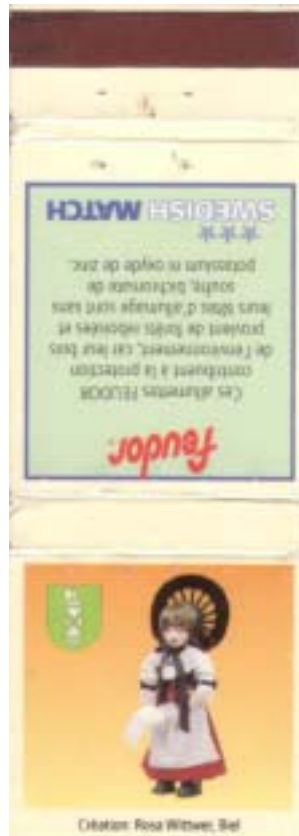 feudor.
Ces allumettes FEUDOR
contribuent à la protection
de l'environnement, car leur bois
provient de forêts reboisées et
leurs têtes d'allumage sont sans
soufre, bichromate de
potassium ni oxyde de zinc.
SWEDISH MATCH
Création: Rosa Wittwer, Biel